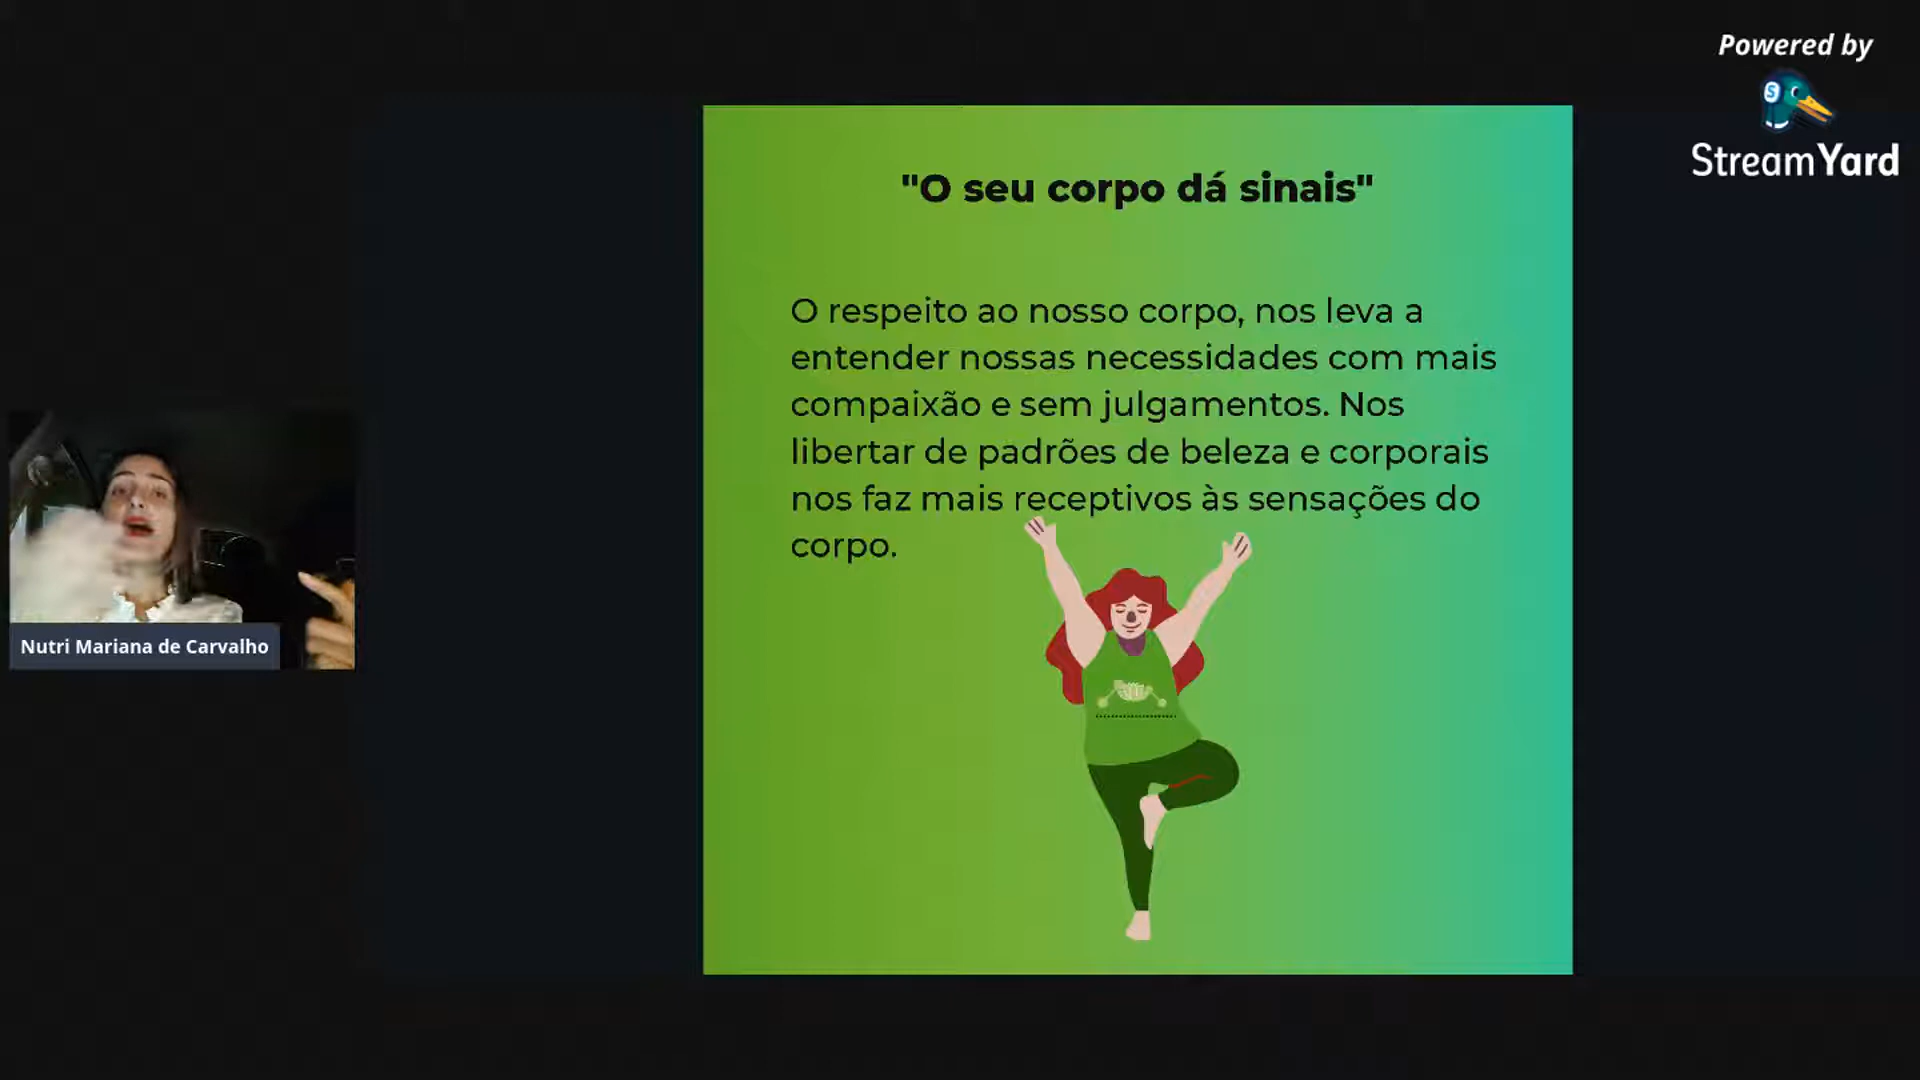 Powered by
StreamYard
"O seu corpo dá sinais"
O respeito ao nosso corpo, nos leva a
entender nossas necessidades com mais
compaixão e sem julgamentos. Nos
libertar de padrões de beleza e corporais
nos faz mais receptivos às sensações do
corpo.
Nutri Mariana de Carvalho